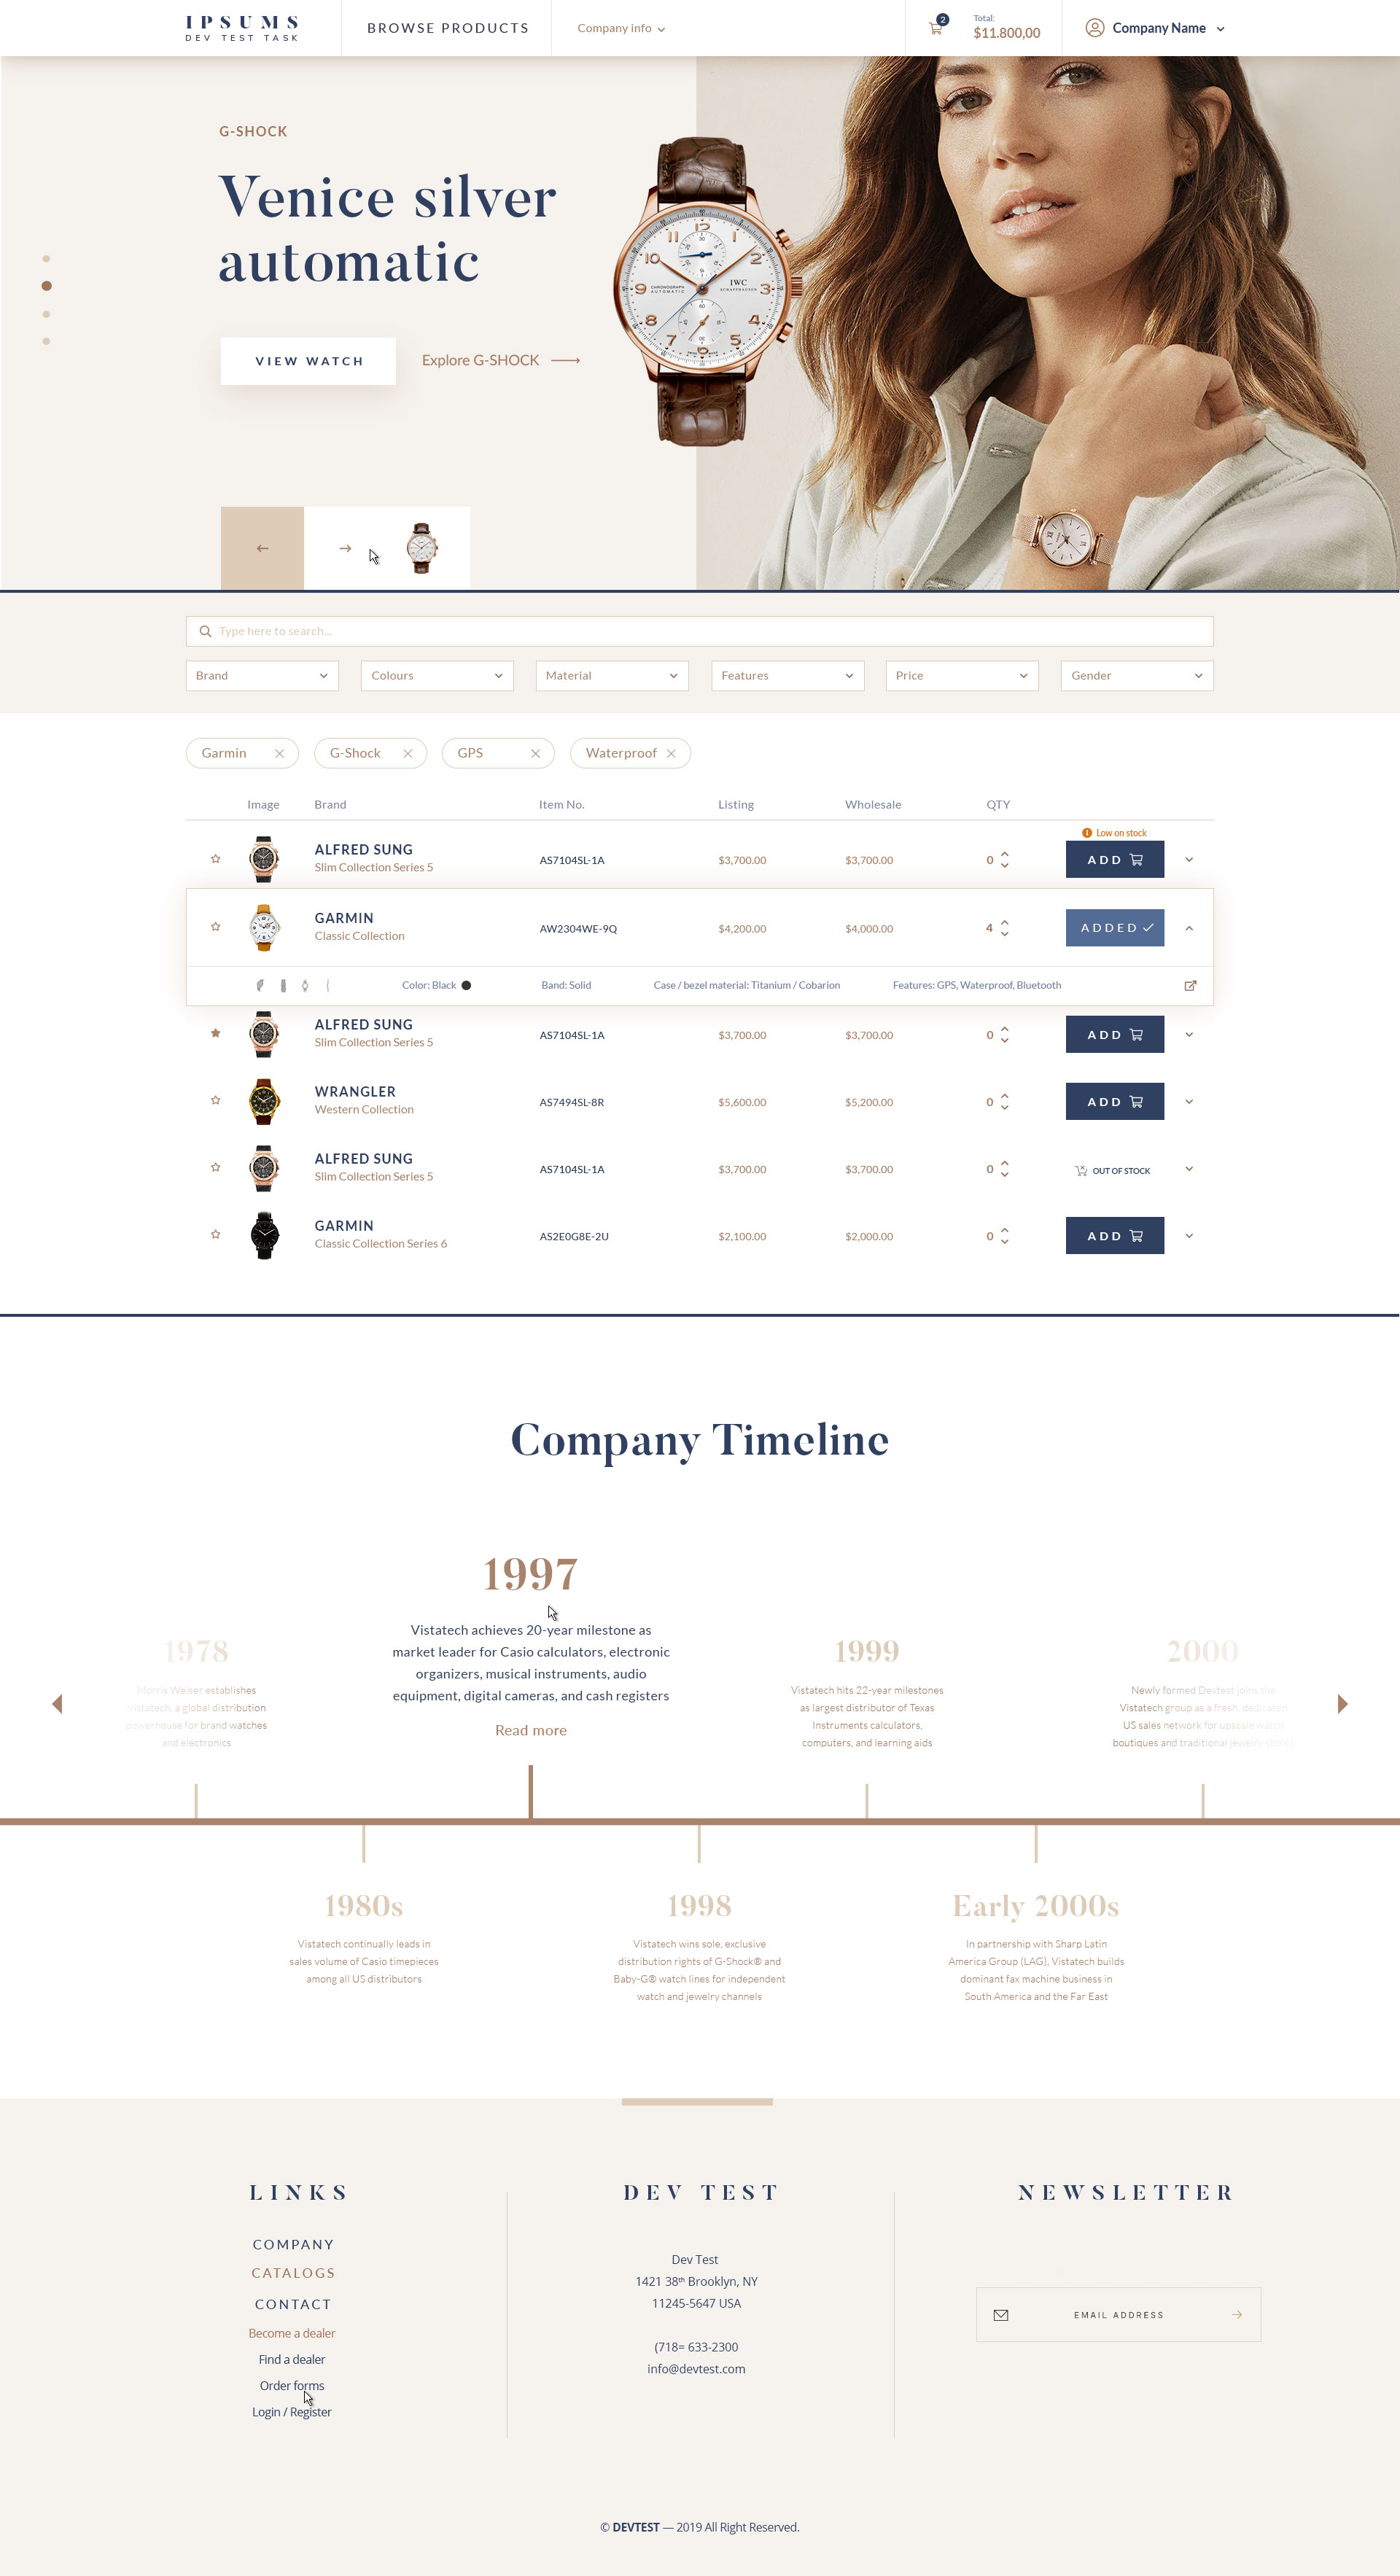 IPSUMS
DEV TEST TASK
BROWSE PRODUCTS
Company info
2
Total:
$11.800,00
Company Name
G-SHOCK
Venice silver
automatic
VIEW WATCH
Explore G-SHOCK
IWC
SCHAFFHAUSEN
CHRONOGRAPH
AUTOMATIC
Type here to search...
Brand
Colours
Material
Features
Price
Gender
Garmin
G-Shock
GPS
Waterproof
Image
Brand
Item No.
Listing
Wholesale
QTY
Low on stock
ALFRED SUNG
Slim Collection Series 5
AS7104SL-1A
$3,700.00
$3,700.00
0
ADD
GARMIN
Classic Collection
AW2304WE-9Q
$4,200.00
$4,000.00
4
ADDED
Color: Black
Band: Solid
Case / bezel material: Titanium / Cobarion
Features: GPS, Waterproof, Bluetooth
ALFRED SUNG
Slim Collection Series 5
AS7104SL-1A
$3,700.00
$3,700.00
0
ADD
WRANGLER
Western Collection
AS7494SL-8R
$5,600.00
$5,200.00
0
ADD
ALFRED SUNG
Slim Collection Series 5
AS7104SL-1A
$3,700.00
$3,700.00
0
OUT OF STOCK
GARMIN
Classic Collection Series 6
AS2E0G8E-2U
$2,100.00
$2,000.00
0
ADD
Company Timeline
1978
Morris Weiser establishes
Vistatech, a global distribution
powerhouse for brand watches
and electronics
1997
Vistatech achieves 20-year milestone as
market leader for Casio calculators, electronic
organizers, musical instruments, audio
equipment, digital cameras, and cash registers
Read more
1999
Vistatech hits 22-year milestones
as largest distributor of Texas
Instruments calculators,
computers, and learning aids
2000
Newly formed Devtest joins the
Vistatech group as a fresh, dedicated
US sales network for upscale watch
boutiques and traditional jewelry stores
1980s
Vistatech continually leads in
sales volume of Casio timepieces
among all US distributors
1998
Vistatech wins sole, exclusive
distribution rights of G-Shock® and
Baby-G® watch lines for independent
watch and jewelry channels
Early 2000s
In partnership with Sharp Latin
America Group (LAG), Vistatech builds
dominant fax machine business in
South America and the Far East
LINKS
COMPANY
CATALOGS
CONTACT
Become a dealer
Find a dealer
Order forms
Login / Register
DEV TEST
Dev Test
1421 38th Brooklyn, NY
11245-5647 USA
(718= 633-2300
info@devtest.com
NEWSLETTER
EMAIL ADDRESS
© DEVTEST — 2019 All Right Reserved.